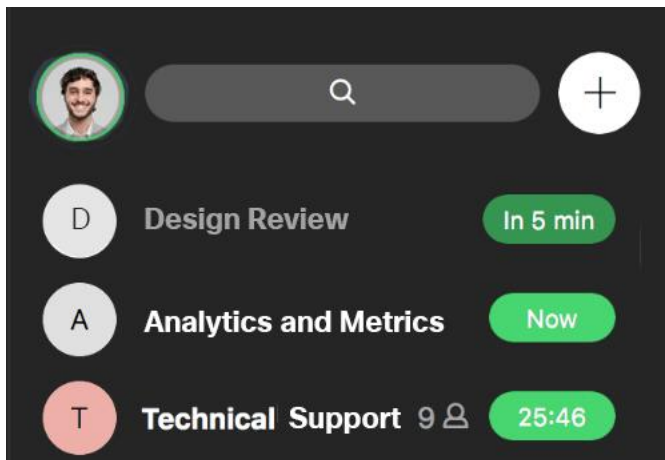 D Design Review In 5 min
A Analytics and Metrics Now
T Technical Support 9 25:46